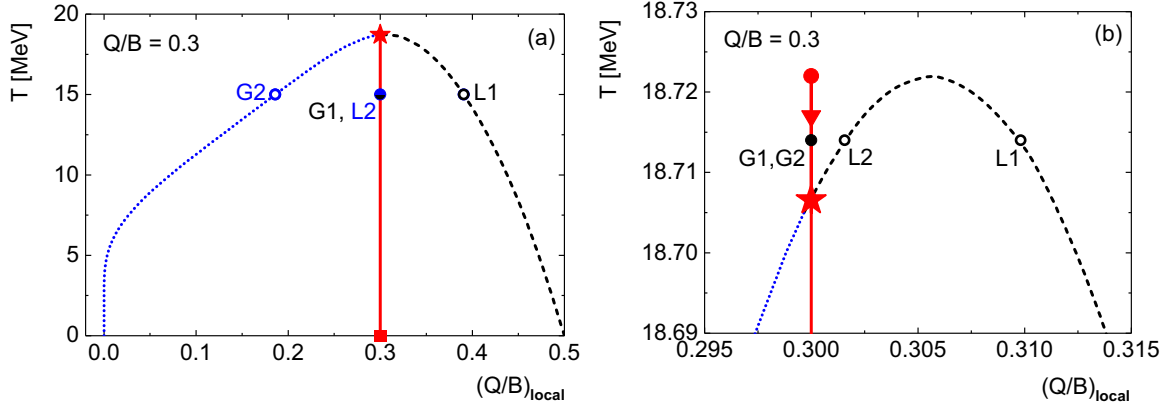 Q/B = 0.3
(a)
T [MeV]
20
15
10
5
0
G2
G1, L2
L1
0.0
0.1
0.2
0.3
0.4
0.5
(Q/B)local
Q/B = 0.3
(b)
T [MeV]
18.73
18.72
18.71
18.70
18.69
G1,G2
L2
L1
0.295
0.300
0.305
0.310
0.315
(Q/B)local